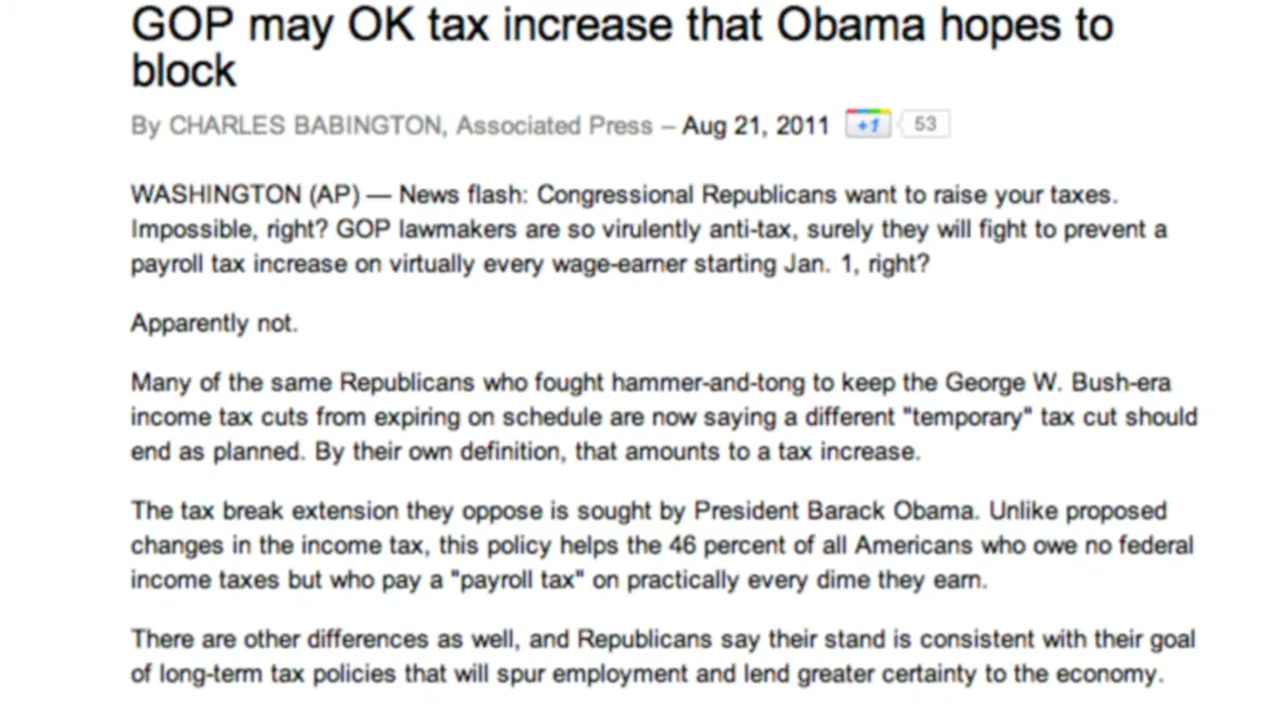 GOP may OK tax increase that Obama hopes to
block
By CHARLES BABINGTON, Associated Press – Aug 21, 2011 +1 53
WASHINGTON (AP) — News flash: Congressional Republicans want to raise your taxes.
Impossible, right? GOP lawmakers are so virulently anti-tax, surely they will fight to prevent a
payroll tax increase on virtually every wage-earner starting Jan. 1, right?
Apparently not.
Many of the same Republicans who fought hammer-and-tong to keep the George W. Bush-era
income tax cuts from expiring on schedule are now saying a different "temporary" tax cut should
end as planned. By their own definition, that amounts to a tax increase.
The tax break extension they oppose is sought by President Barack Obama. Unlike proposed
changes in the income tax, this policy helps the 46 percent of all Americans who owe no federal
income taxes but who pay a "payroll tax" on practically every dime they earn.
There are other differences as well, and Republicans say their stand is consistent with their goal
of long-term tax policies that will spur employment and lend greater certainty to the economy.